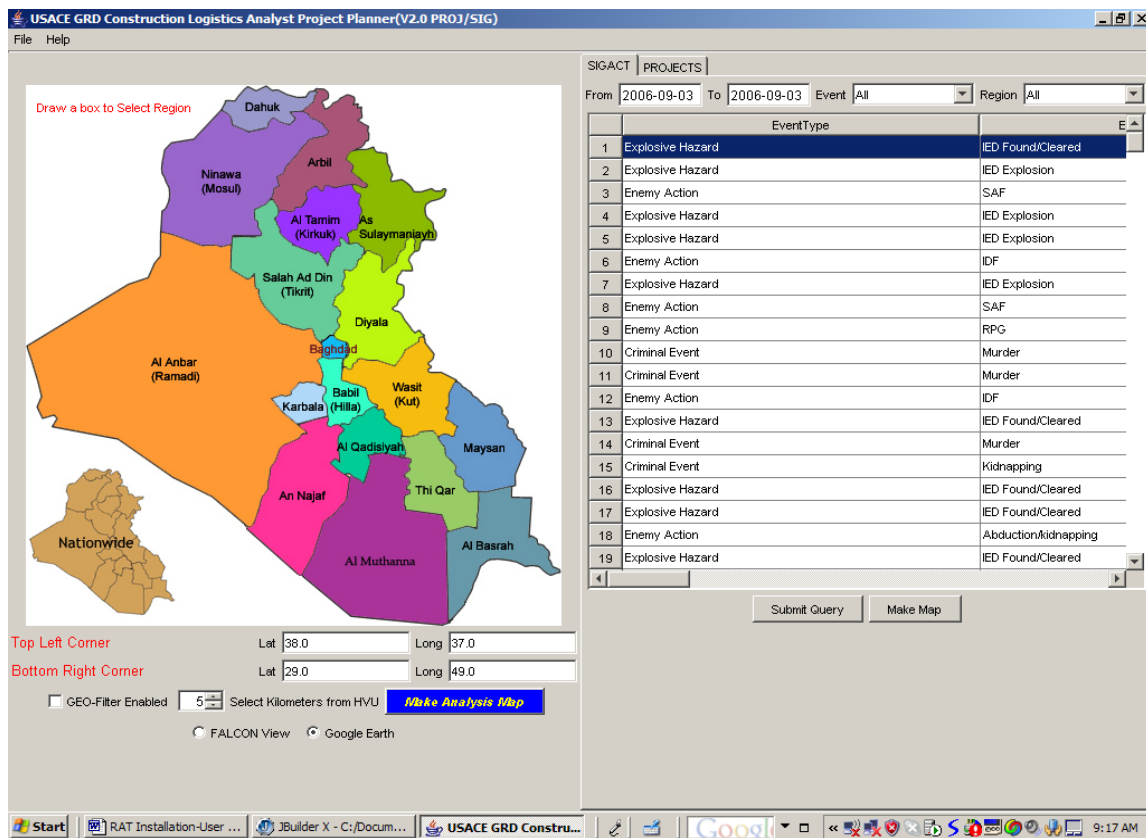 USACE GRD Construction Logistics Analyst Project Planner(V2.0 PROJ/SIG)
File Help
Draw a box to Select Region
Dahuk
Arbil
Ninawa
(Mosul)
Al Tamim
(Kirkuk)
As
Sulaymaniayh
Salah Ad Din
(Tikrit)
Diyala
Baghdad
Al Anbar
(Ramadi)
Wasit
(Kut)
Babil
(Hilla)
Karbala
Al Qadisiyah
Maysan
An Najaf
Thi Qar
Al Muthanna
Al Basrah
Nationwide
Top Left Corner Lat 38.0 Long 37.0
Bottom Right Corner Lat 29.0 Long 49.0
GEO-Filter Enabled 5 Select Kilometers from HVU Make Analysis Map
FALCON View Google Earth
SIGACT PROJECTS
From 2006-09-03 To 2006-09-03 Event All Region All
EventType E
1 Explosive Hazard IED Found/Cleared
2 Explosive Hazard IED Explosion
3 Enemy Action SAF
4 Explosive Hazard IED Explosion
5 Explosive Hazard IED Explosion
6 Enemy Action IDF
7 Explosive Hazard IED Explosion
8 Enemy Action SAF
9 Enemy Action RPG
10 Criminal Event Murder
11 Criminal Event Murder
12 Enemy Action IDF
13 Explosive Hazard IED Found/Cleared
14 Criminal Event Murder
15 Criminal Event Kidnapping
16 Explosive Hazard IED Found/Cleared
17 Explosive Hazard IED Found/Cleared
18 Enemy Action Abduction/kidnapping
19 Explosive Hazard IED Found/Cleared
Submit Query Make Map
Start RAT Installation-User ... JBuilder X - C:/Docum... USACE GRD Constru... Googl 9:17 AM